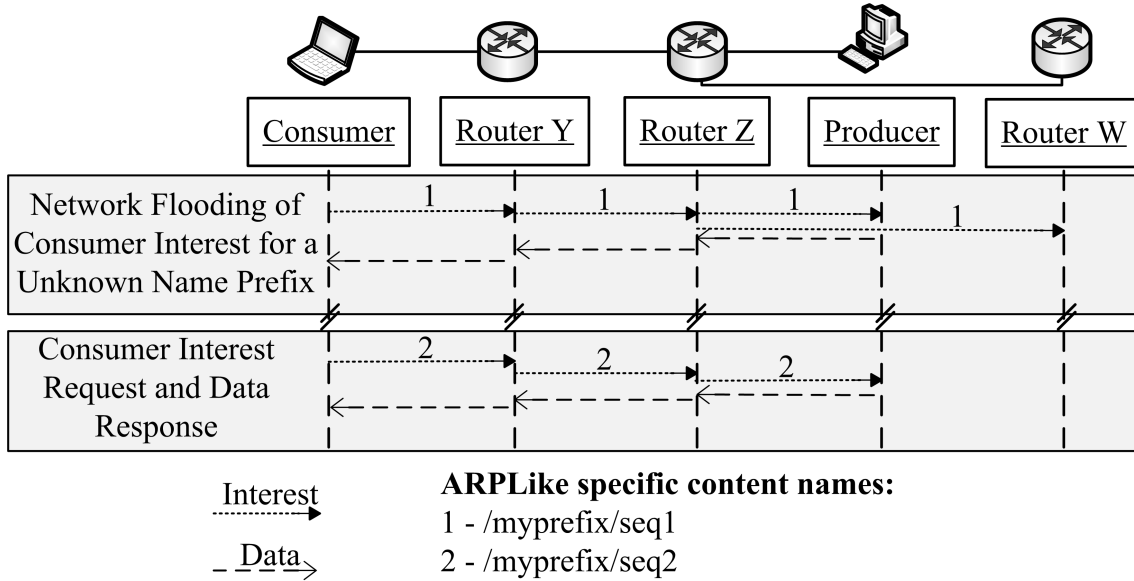 Consumer
Router Y
Router Z
Producer
Router W
Network Flooding of
Consumer Interest for a
Unknown Name Prefix
1
1
1
1
Consumer Interest
Request and Data
Response
2
2
2
Interest
Data
ARPLike specific content names:
1 - /myprefix/seq1
2 - /myprefix/seq2